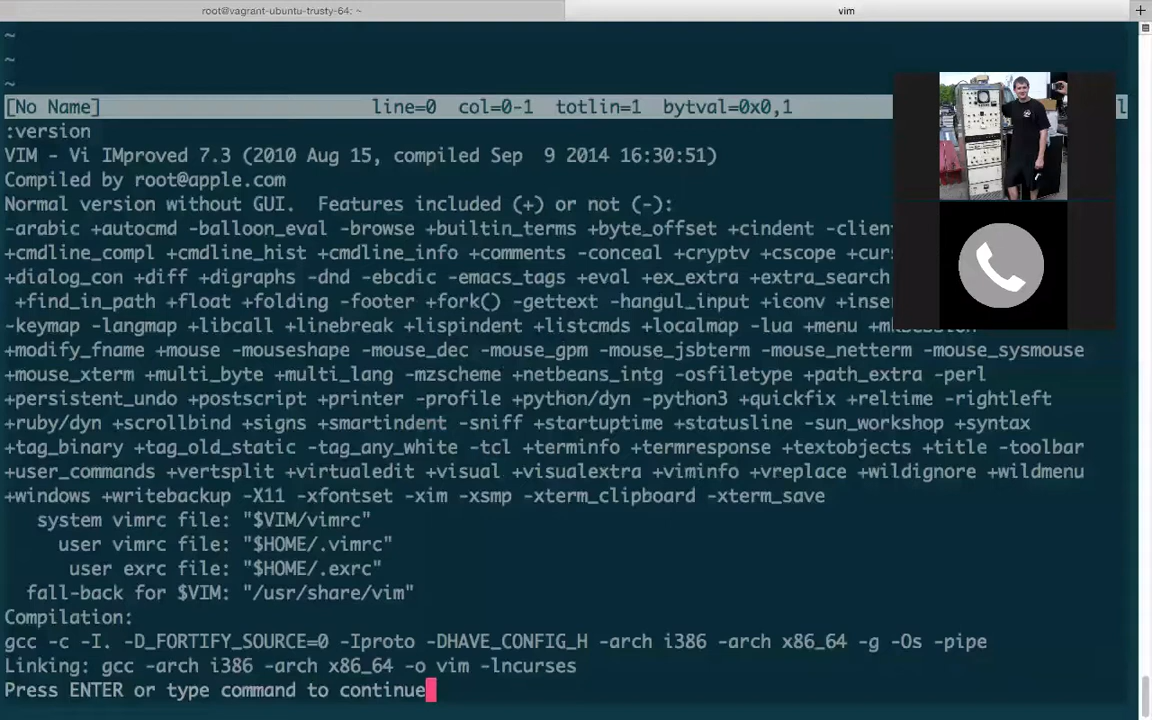 root@vagrant-ubuntu-trusty-64: ~
vim
+
~
~
~
[No Name] line=0 col=0-1 totlin=1 bytval=0x0,1 l
:version
VIM - Vi IMproved 7.3 (2010 Aug 15, compiled Sep  9 2014 16:30:51)
Compiled by root@apple.com
Normal version without GUI.  Features included (+) or not (-):
-arabic +autocmd -balloon_eval -browse +builtin_terms +byte_offset +cindent -clien
+cmdline_compl +cmdline_hist +cmdline_info +comments -conceal +cryptv +cscope +cur
+dialog_con +diff +digraphs -dnd -ebcdic -emacs_tags +eval +ex_extra +extra_search
+find_in_path +float +folding -footer +fork() -gettext -hangul_input +iconv +inse
-keymap -langmap +libcall +linebreak +lispindent +listcmds +localmap -lua +menu +mksession
+modify_fname +mouse -mouseshape -mouse_dec -mouse_gpm -mouse_jsbterm -mouse_netterm -mouse_sysmouse
+mouse_xterm +multi_byte +multi_lang -mzscheme +netbeans_intg -osfiletype +path_extra -perl
+persistent_undo +postscript +printer -profile +python/dyn -python3 +quickfix +reltime -rightleft
+ruby/dyn +scrollbind +signs +smartindent -sniff +startuptime +statusline -sun_workshop +syntax
+tag_binary +tag_old_static -tag_any_white -tcl +terminfo +termresponse +textobjects +title -toolbar
+user_commands +vertsplit +virtualedit +visual +visualextra +viminfo +vreplace +wildignore +wildmenu
+windows +writebackup -X11 -xfontset -xim -xsmp -xterm_clipboard -xterm_save
system vimrc file: "$VIM/vimrc"
user vimrc file: "$HOME/.vimrc"
user exrc file: "$HOME/.exrc"
fall-back for $VIM: "/usr/share/vim"
Compilation:
gcc -c -I. -D_FORTIFY_SOURCE=0 -Iproto -DHAVE_CONFIG_H -arch i386 -arch x86_64 -g -Os -pipe
Linking: gcc -arch i386 -arch x86_64 -o vim -lncurses
Press ENTER or type command to continue